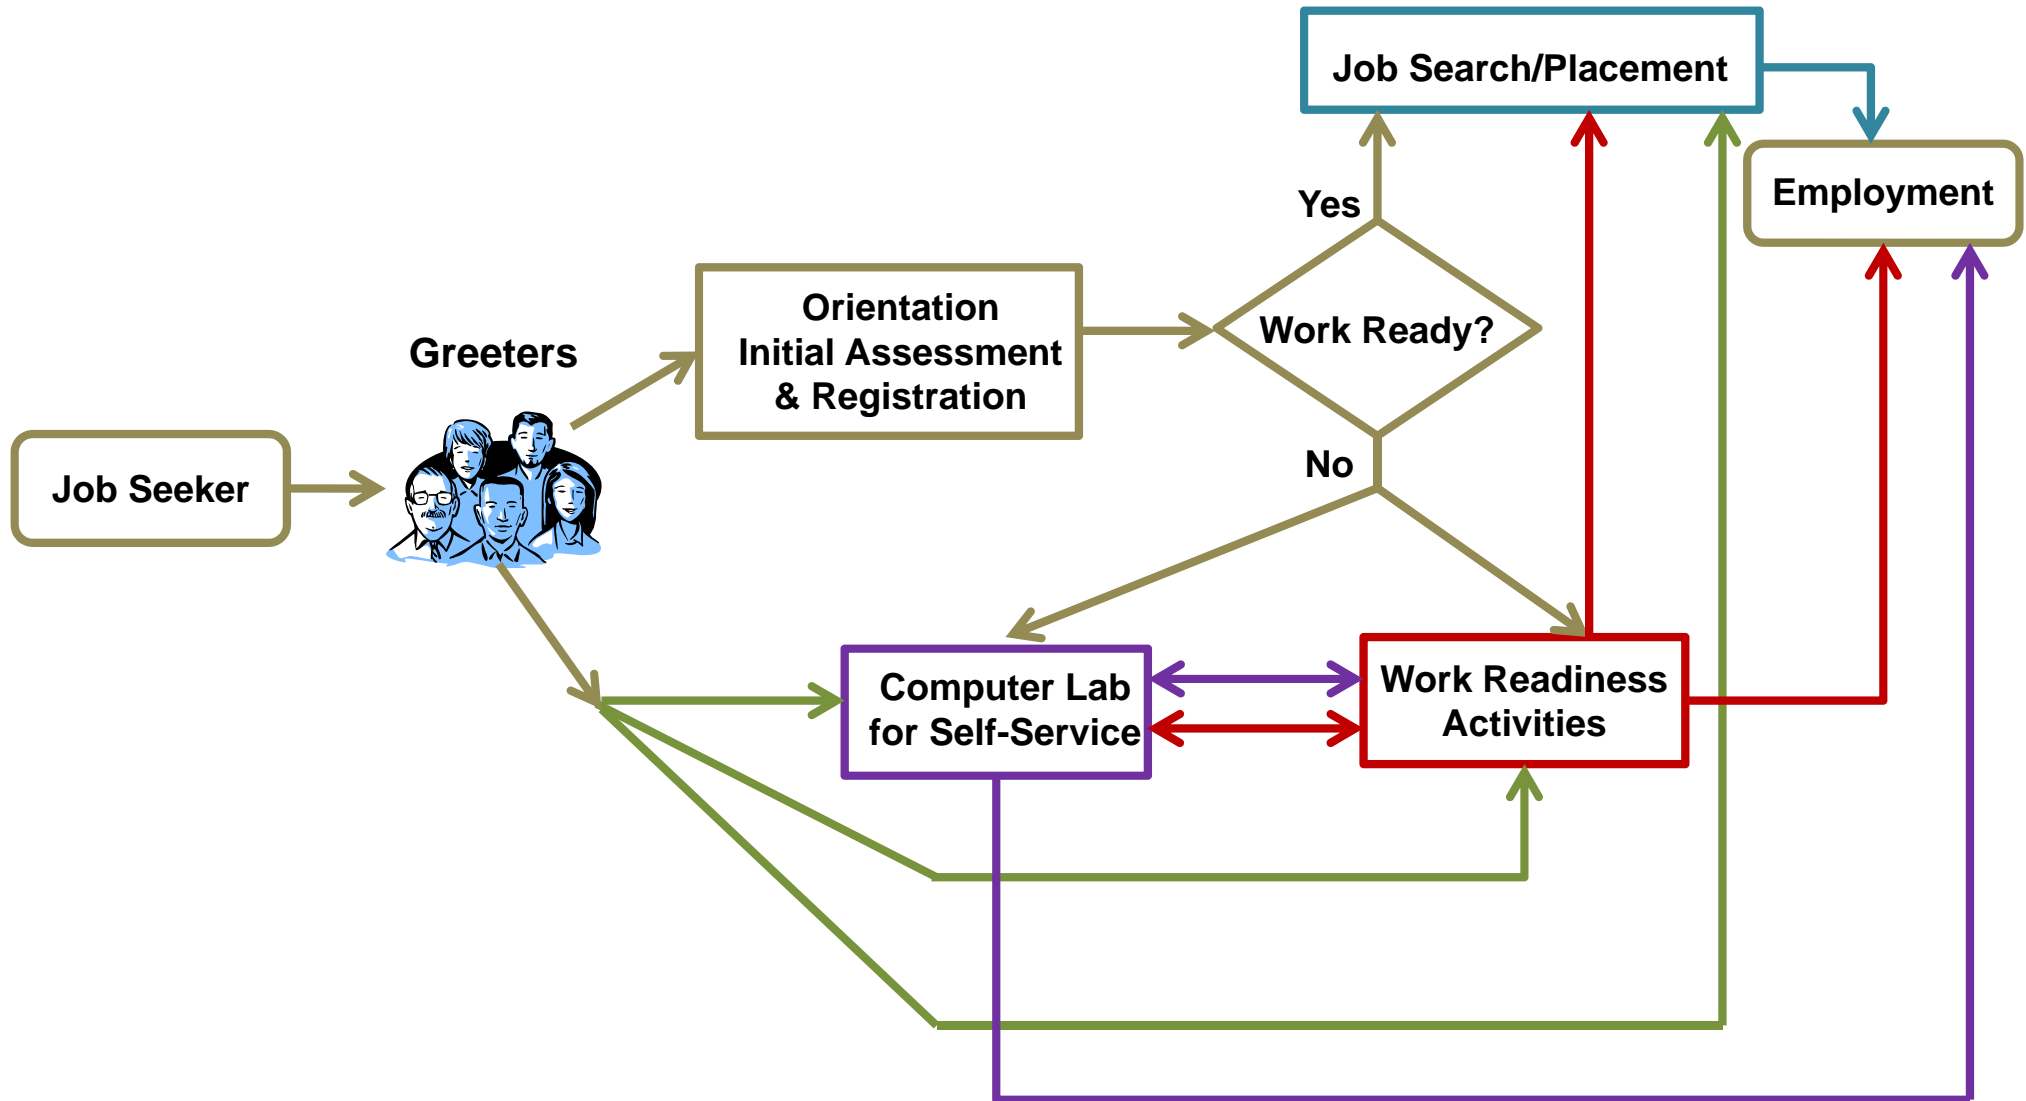 Job Search/Placement
Employment
Yes
Orientation
Initial Assessment
& Registration
Work Ready?
Greeters
Job Seeker
No
Computer Lab
for Self-Service
Work Readiness
Activities